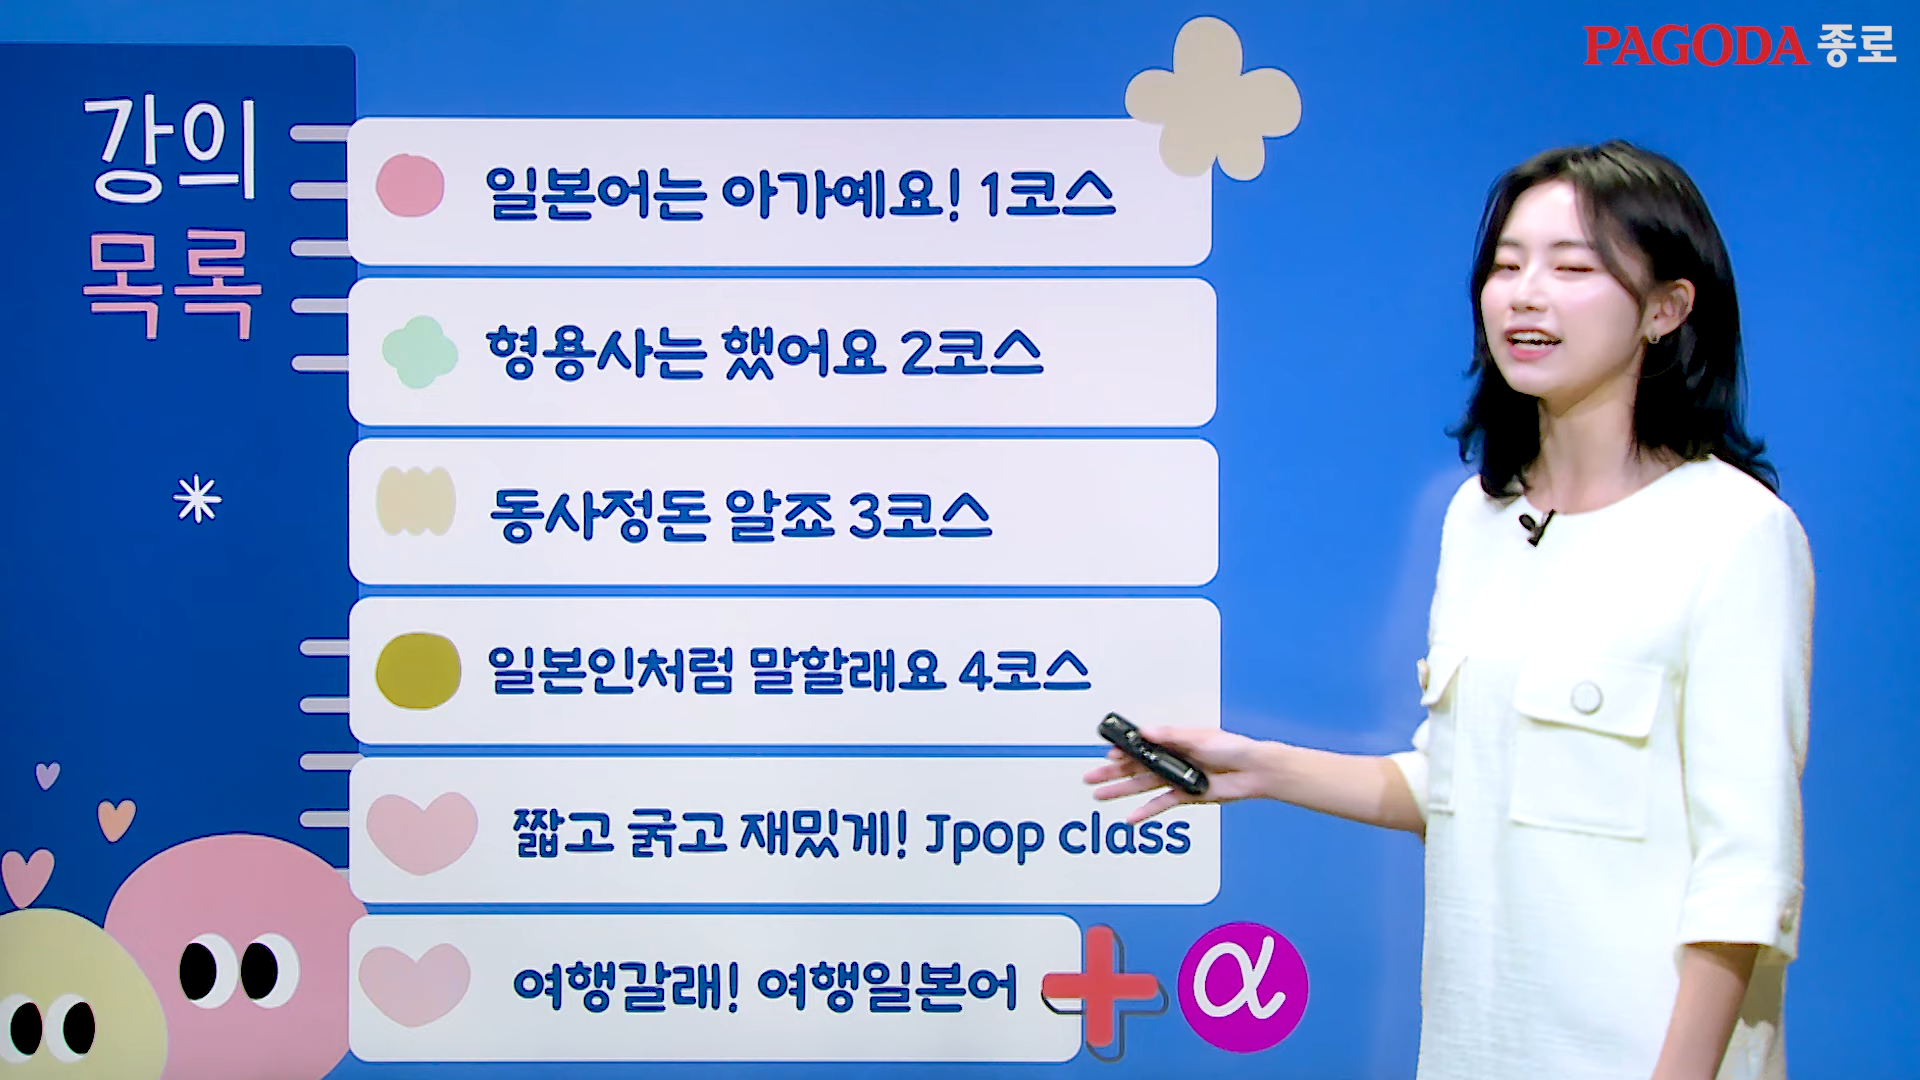 PAGODA 종로
강의
목록
일본어는 아가예요! 1코스
형용사는 했어요 2코스
동사정돈 알죠 3코스
일본인처럼 말할래요 4코스
짧고 굵고 재밌게! Jpop class
여행갈래! 여행일본어
+ α